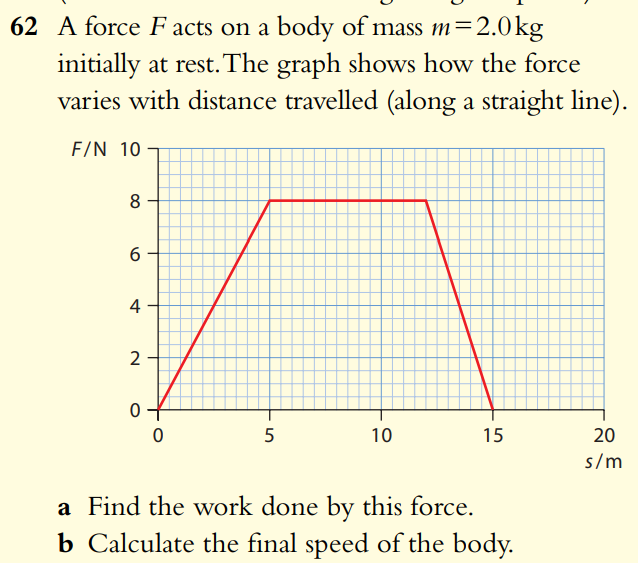 62 A force F acts on a body of mass m=2.0kg
initially at rest. The graph shows how the force
varies with distance travelled (along a straight line).
F/N 10
8
6
4
2
0
0 5 10 15 20
s/m
a Find the work done by this force.
b Calculate the final speed of the body.